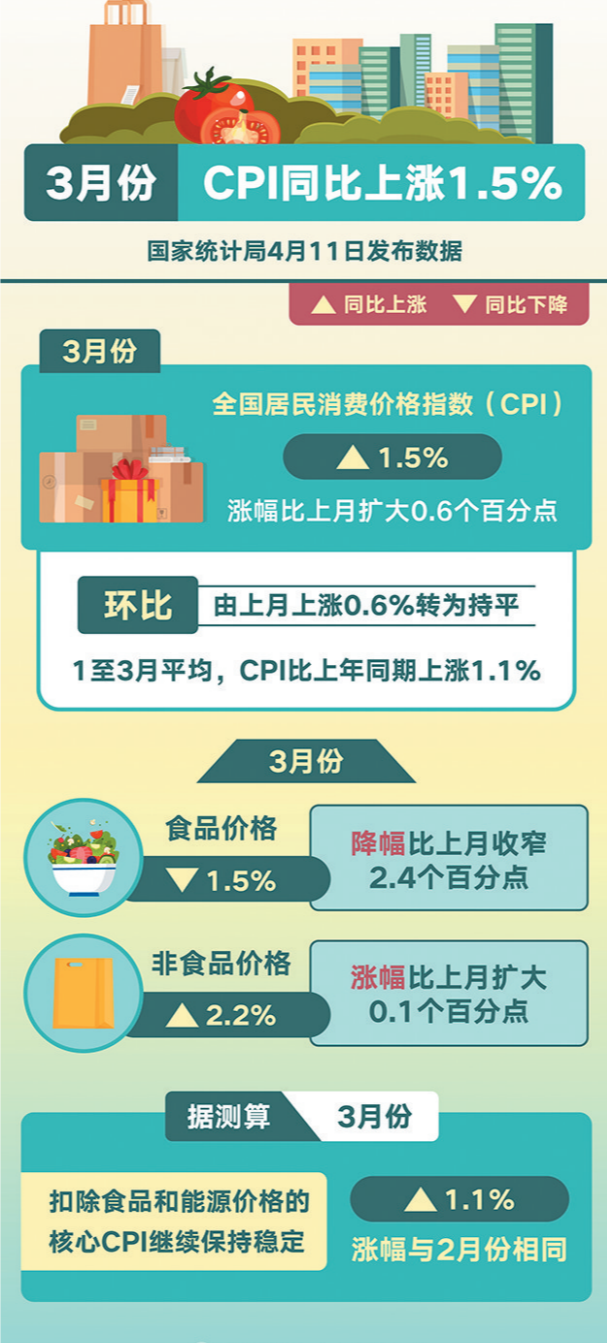 3月份 CPI同比上涨1.5%
国家统计局4月11日发布数据
▲ 同比上涨 ▼ 同比下降
3月份
全国居民消费价格指数（CPI）
▲ 1.5%
涨幅比上月扩大0.6个百分点
环比 由上月上涨0.6%转为持平
1至3月平均，CPI比上年同期上涨1.1%
3月份
食品价格
▼ 1.5%
降幅比上月收窄
2.4个百分点
非食品价格
▲ 2.2%
涨幅比上月扩大
0.1个百分点
据测算 3月份
扣除食品和能源价格的
核心CPI继续保持稳定
▲ 1.1%
涨幅与2月份相同